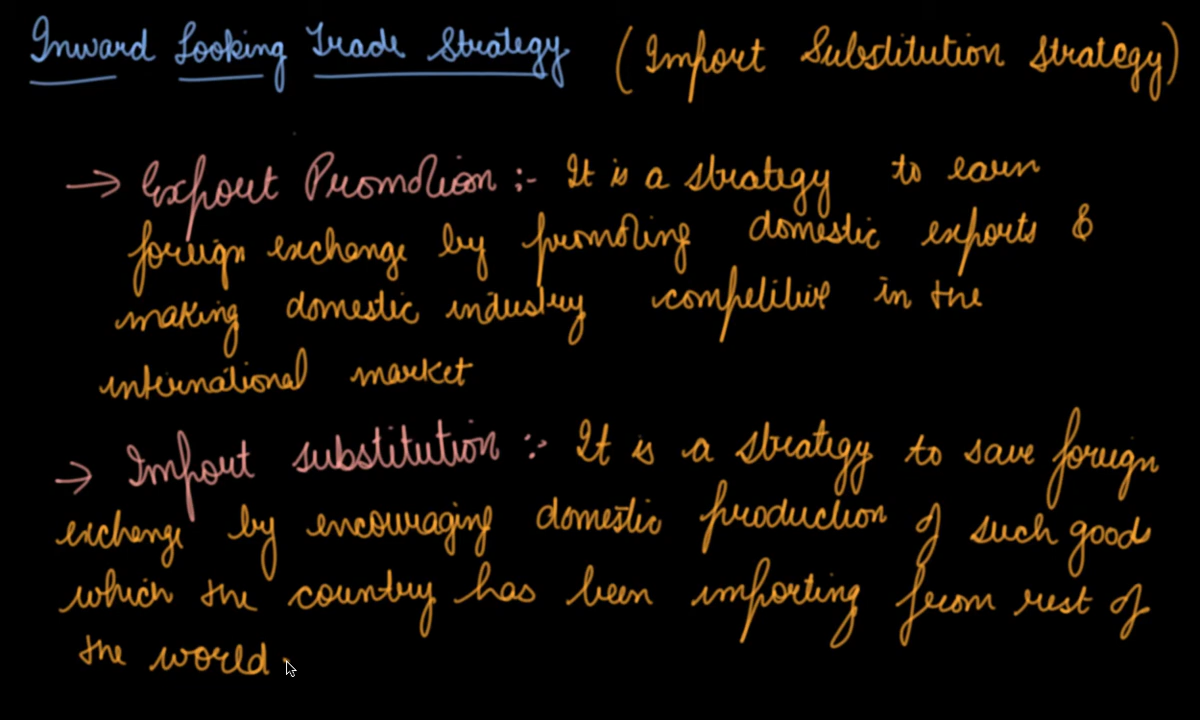 Inward Looking Trade Strategy (Import Substitution Strategy)
→ Export Promotion :- It is a strategy to earn
foreign exchange by promoting domestic exports &
making domestic industry competitive in the
international market
→ Import substitution :- It is a strategy to save foreign
exchange by encouraging domestic production of such goods
which the country has been importing from rest of
the world.